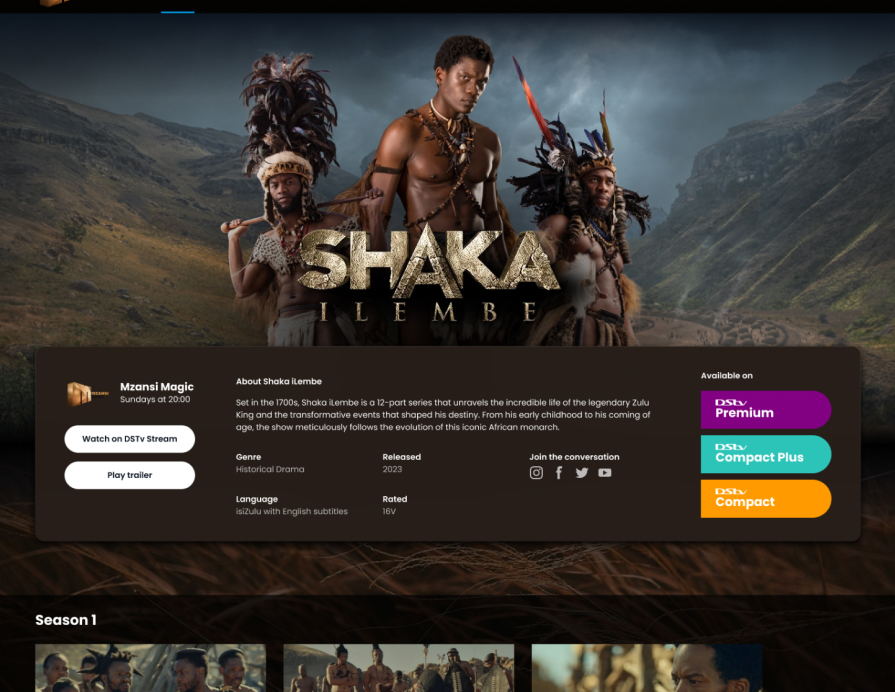 SHAKA
ILEMBE
Mzansi Magic
Sundays at 20:00
Watch on DSTv Stream
Play trailer
About Shaka iLembe
Set in the 1700s, Shaka iLembe is a 12-part series that unravels the incredible life of the legendary Zulu
King and the transformative events that shaped his destiny. From his early childhood to his coming of
age, the show meticulously follows the evolution of this iconic African monarch.
Genre
Historical Drama
Released
2023
Join the conversation
Language
isiZulu with English subtitles
Rated
16V
Available on
DStv
Premium
DStv
Compact Plus
DStv
Compact
Season 1